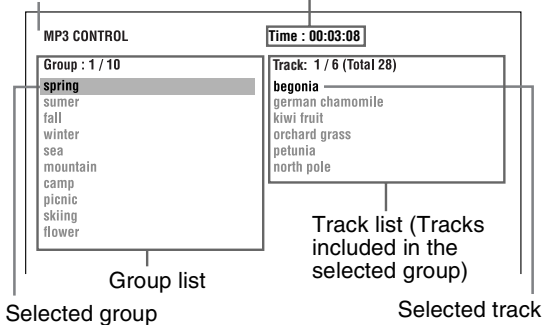 MP3 CONTROL
Time : 00:03:08
Group : 1 / 10
spring
sumer
fall
winter
sea
mountain
camp
picnic
skiing
flower
Track: 1 / 6 (Total 28)
begonia
german chamomile
kiwi fruit
orchard grass
petunia
north pole
Track list (Tracks
included in the
selected group)
Group list
Selected group
Selected track